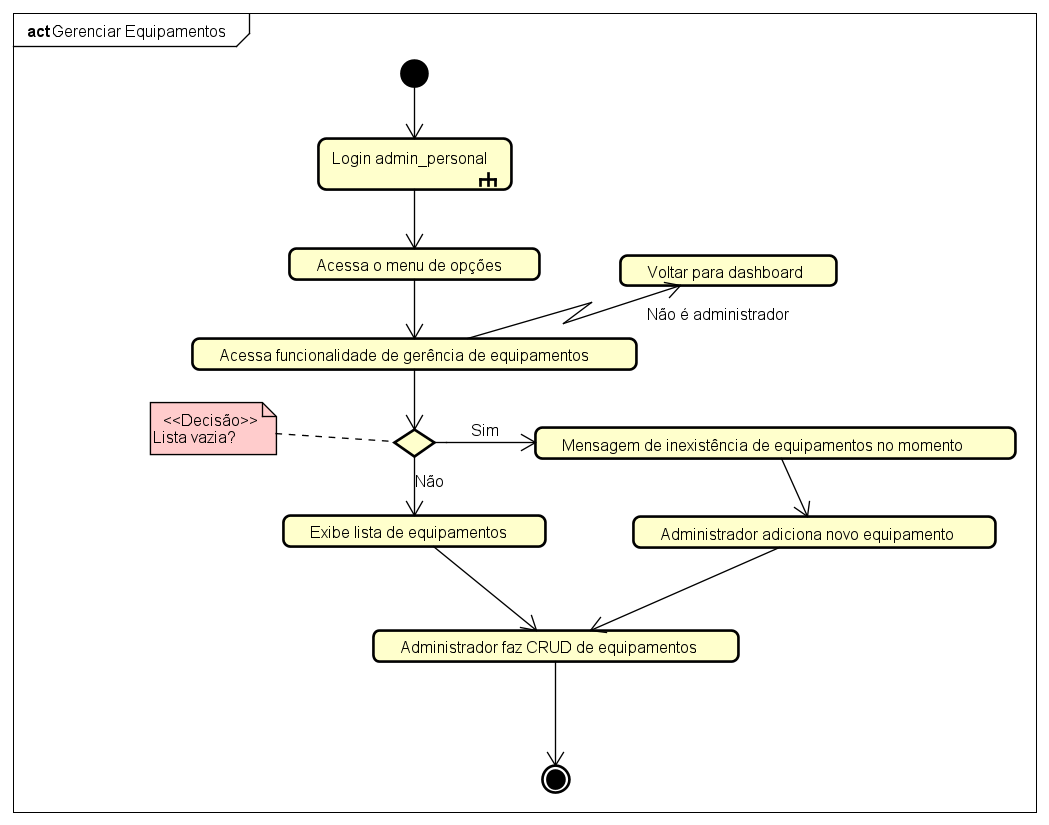 act Gerenciar Equipamentos
Login admin_personal
Acessa o menu de opções
Voltar para dashboard
Não é administrador
Acessa funcionalidade de gerência de equipamentos
<<Decisão>>
Lista vazia?
Sim
Mensagem de inexistência de equipamentos no momento
Não
Exibe lista de equipamentos
Administrador adiciona novo equipamento
Administrador faz CRUD de equipamentos